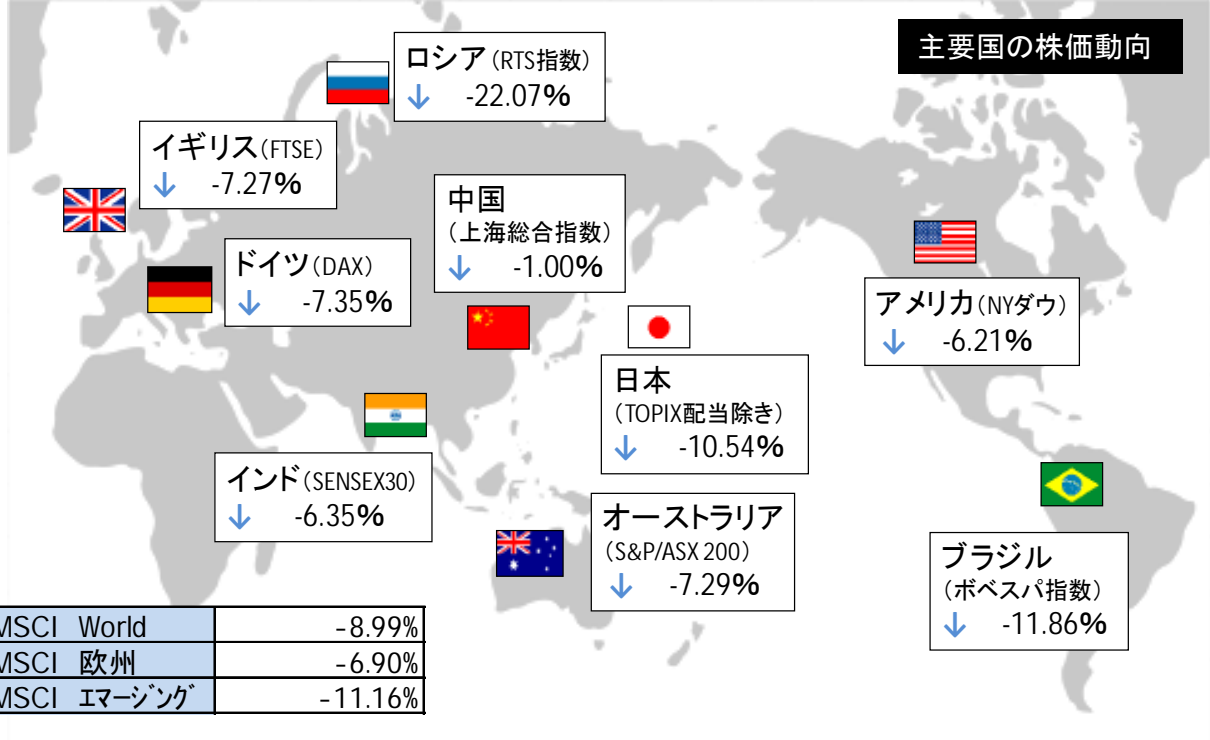 主要国の株価動向
ロシア(RTS指数)
↓ -22.07%
イギリス(FTSE)
↓ -7.27%
中国
(上海総合指数)
↓ -1.00%
ドイツ(DAX)
↓ -7.35%
アメリカ(NYダウ)
↓ -6.21%
日本
(TOPIX配当除き)
↓ -10.54%
インド(SENSEX30)
↓ -6.35%
オーストラリア
(S&P/ASX 200)
↓ -7.29%
ブラジル
(ボベスパ指数)
↓ -11.86%
MSCI World -8.99%
MSCI 欧州 -6.90%
MSCI エマージング -11.16%